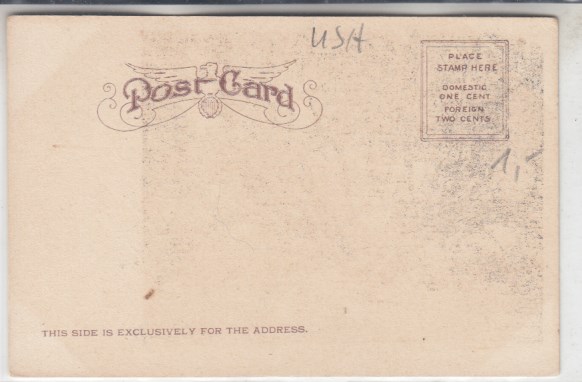 USA.
Post Card
PLACE
STAMP HERE
DOMESTIC
ONE CENT
FOREIGN
TWO CENTS
1,-
THIS SIDE IS EXCLUSIVELY FOR THE ADDRESS.